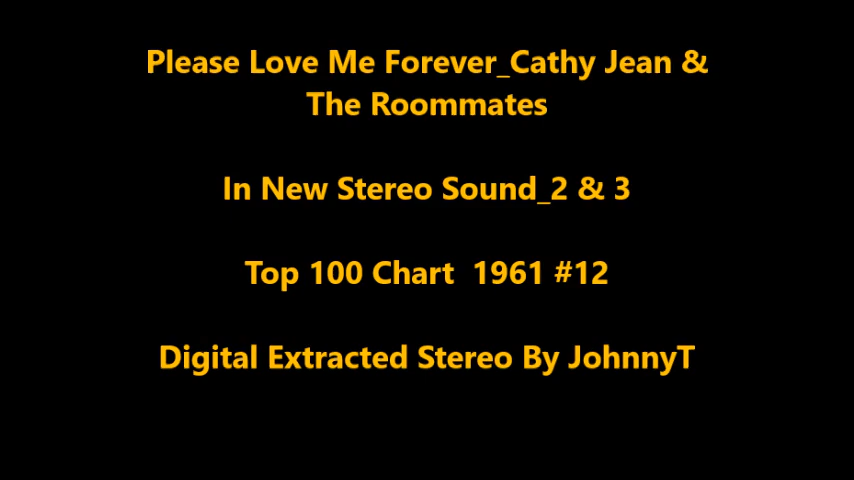 Please Love Me Forever_Cathy Jean &
The Roommates
In New Stereo Sound_2 & 3
Top 100 Chart  1961 #12
Digital Extracted Stereo By JohnnyT